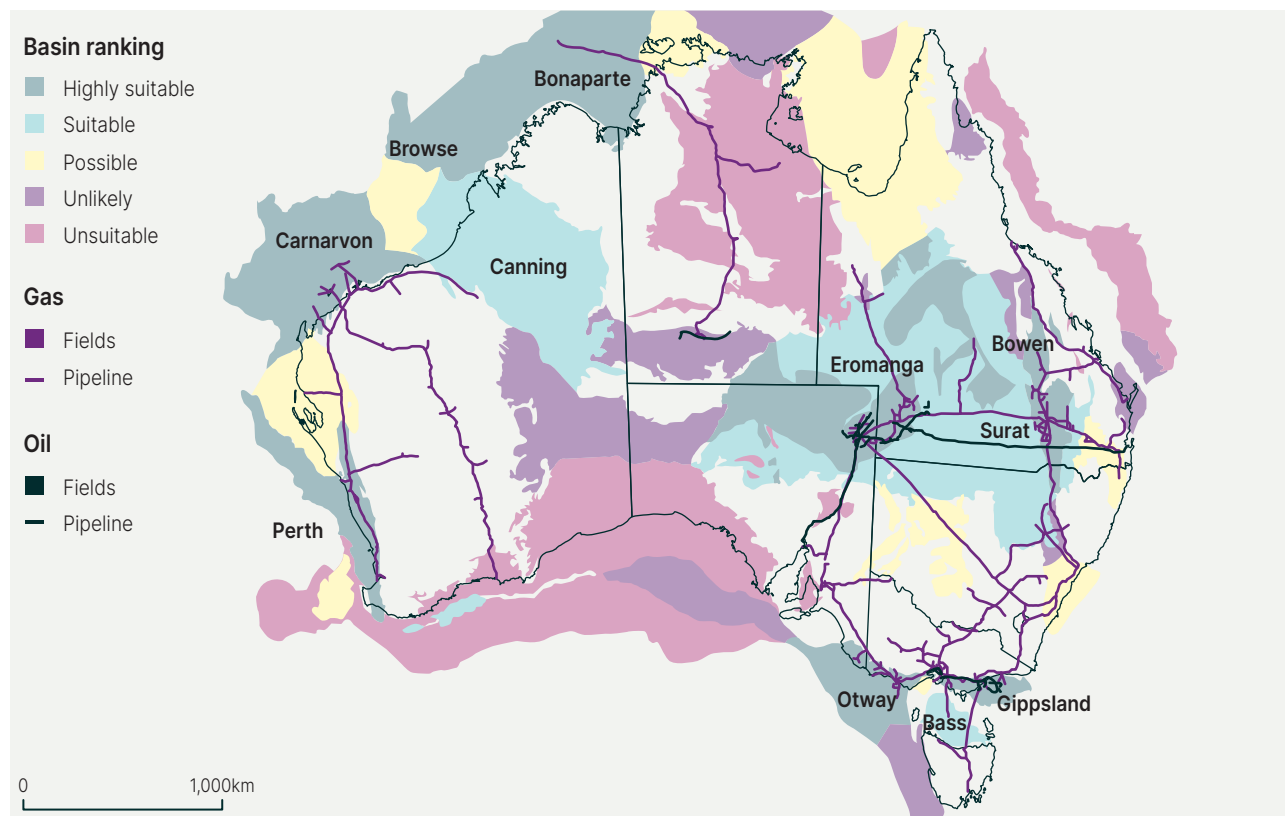 Basin ranking
Highly suitable
Suitable
Possible
Unlikely
Unsuitable
Gas
Fields
Pipeline
Oil
Fields
Pipeline
Bonaparte
Browse
Carnarvon
Canning
Bowen
Eromanga
Surat
Perth
Otway
Gippsland
Bass
0 1,000km